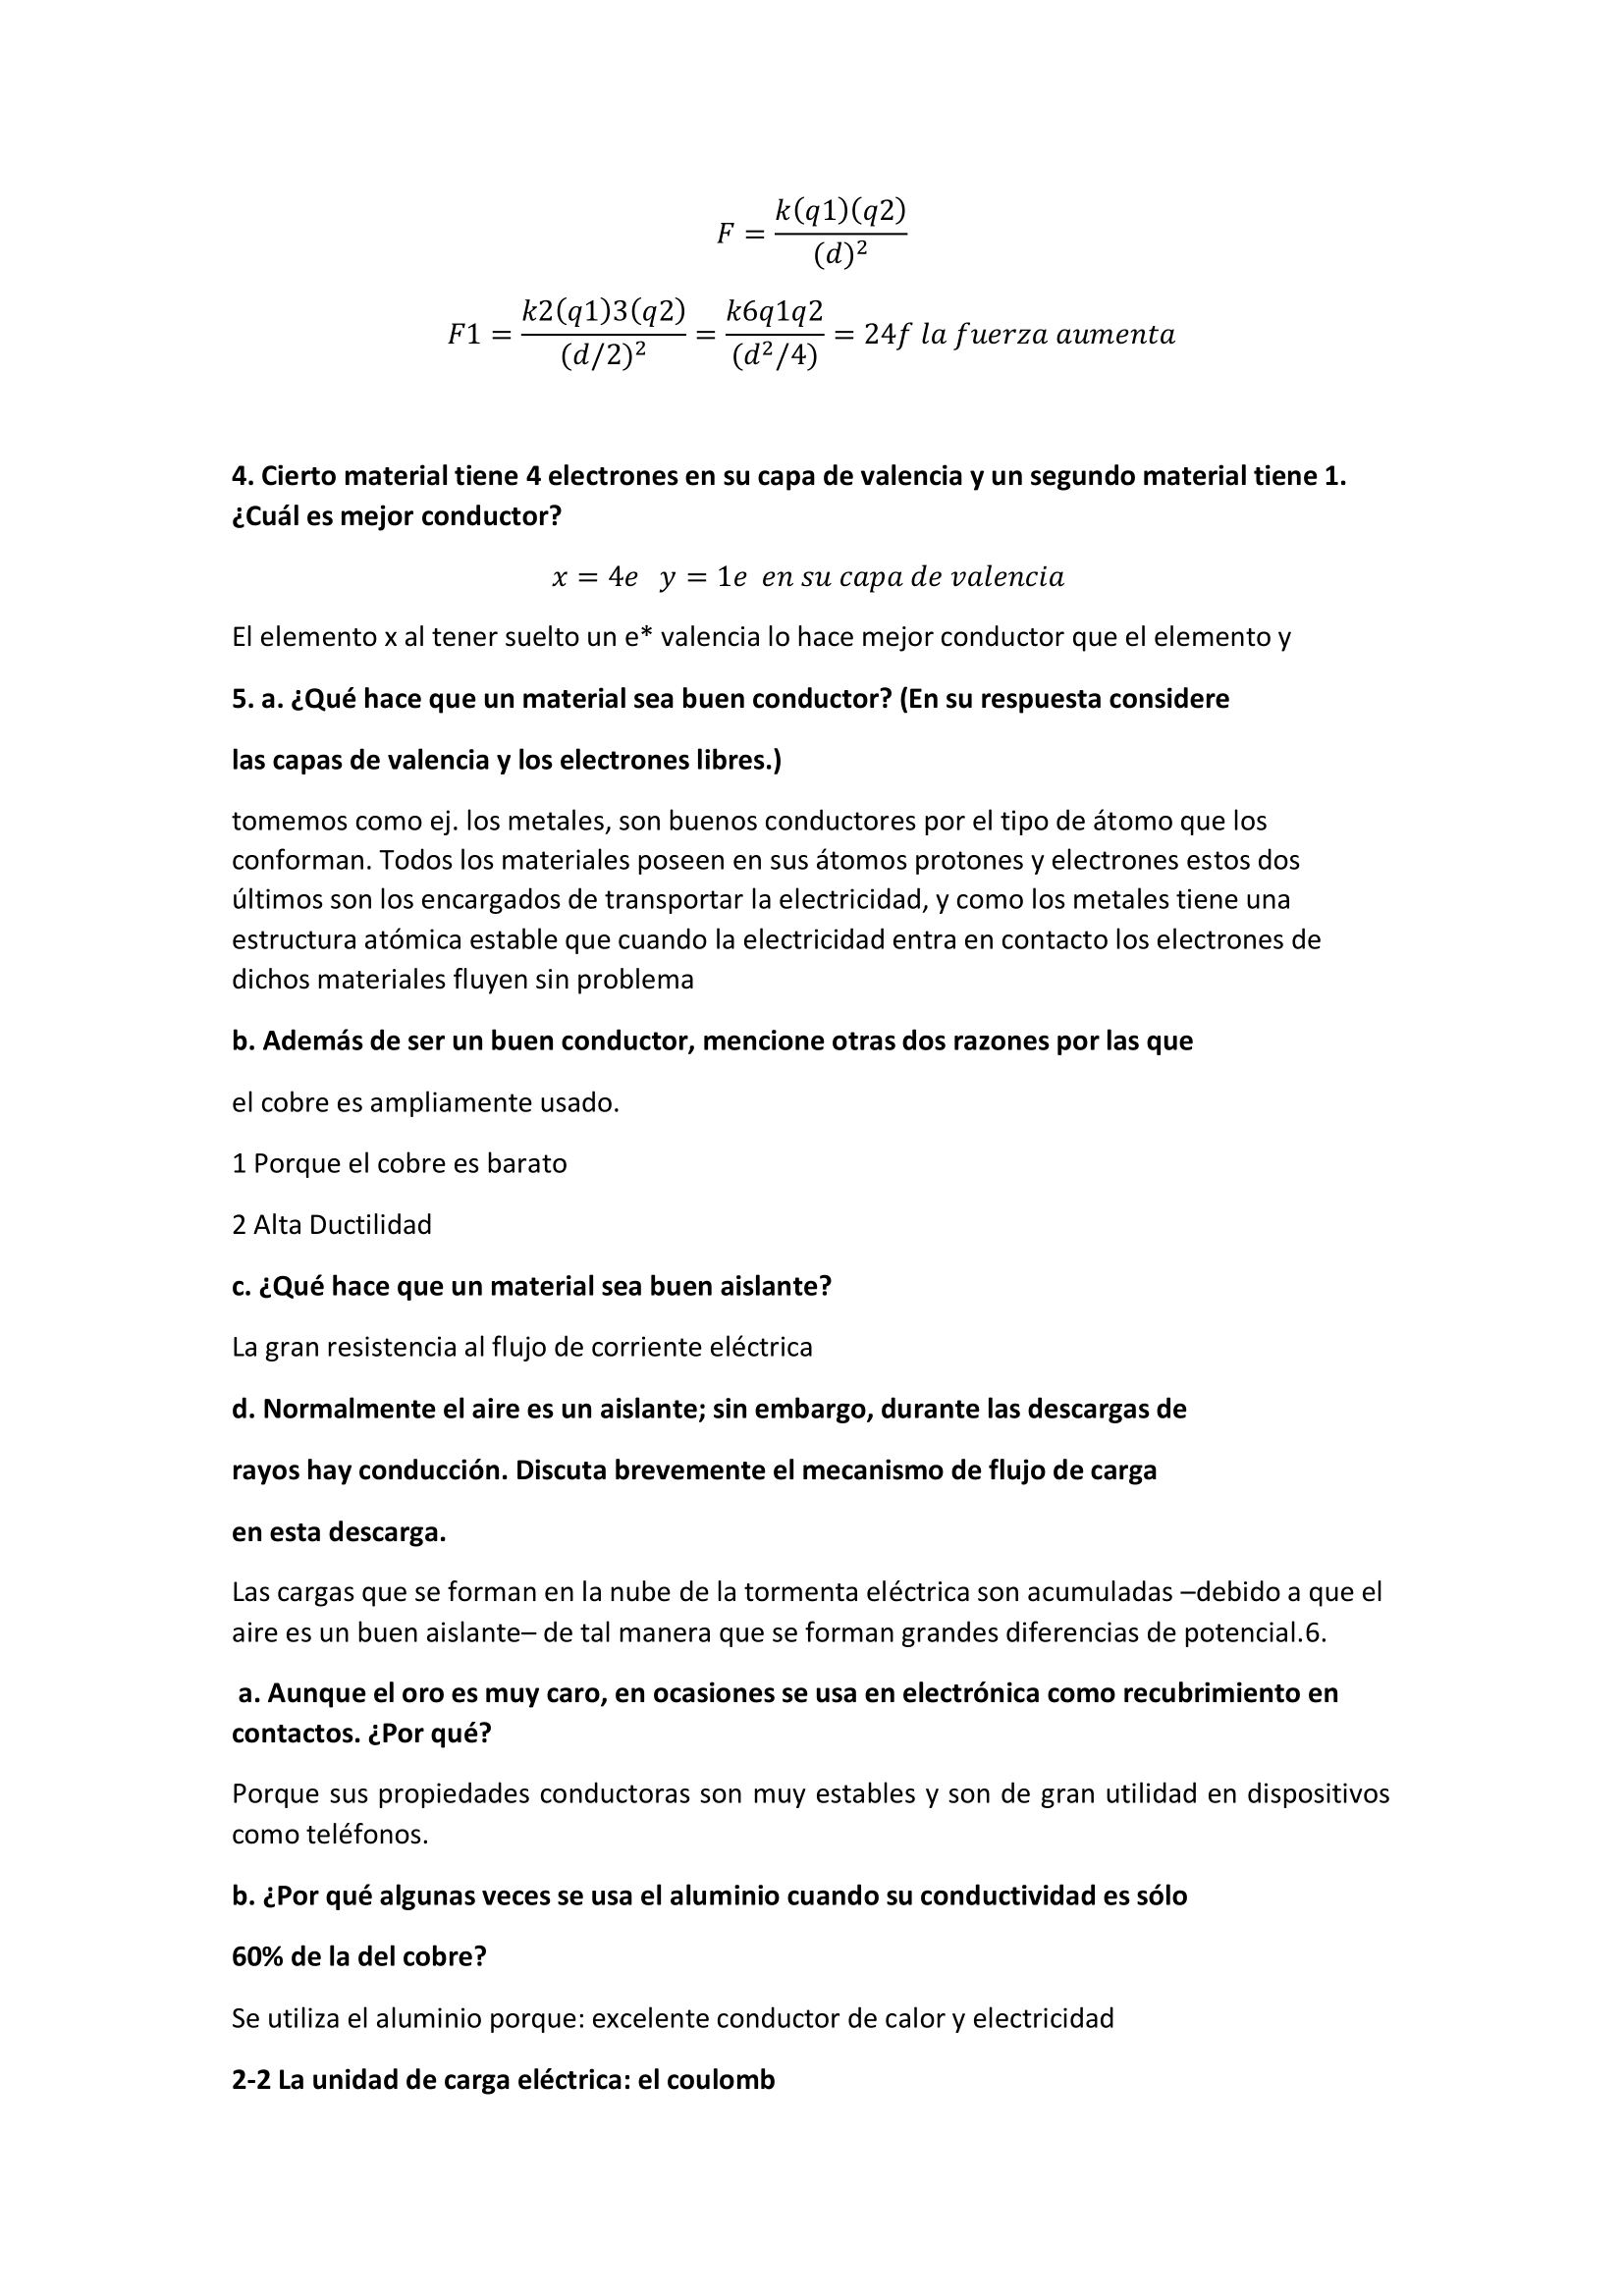 F = k(q1)(q2) / (d)²
F1 = k2(q1)3(q2) / (d/2)² = k6q1q2 / (d²/4) = 24f la fuerza aumenta
4. Cierto material tiene 4 electrones en su capa de valencia y un segundo material tiene 1.
¿Cuál es mejor conductor?
x = 4e y = 1e en su capa de valencia
El elemento x al tener suelto un e* valencia lo hace mejor conductor que el elemento y
5. a. ¿Qué hace que un material sea buen conductor? (En su respuesta considere
las capas de valencia y los electrones libres.)
tomemos como ej. los metales, son buenos conductores por el tipo de átomo que los
conforman. Todos los materiales poseen en sus átomos protones y electrones estos dos
últimos son los encargados de transportar la electricidad, y como los metales tiene una
estructura atómica estable que cuando la electricidad entra en contacto los electrones de
dichos materiales fluyen sin problema
b. Además de ser un buen conductor, mencione otras dos razones por las que
el cobre es ampliamente usado.
1 Porque el cobre es barato
2 Alta Ductilidad
c. ¿Qué hace que un material sea buen aislante?
La gran resistencia al flujo de corriente eléctrica
d. Normalmente el aire es un aislante; sin embargo, durante las descargas de
rayos hay conducción. Discuta brevemente el mecanismo de flujo de carga
en esta descarga.
Las cargas que se forman en la nube de la tormenta eléctrica son acumuladas –debido a que el
aire es un buen aislante– de tal manera que se forman grandes diferencias de potencial.6.
a. Aunque el oro es muy caro, en ocasiones se usa en electrónica como recubrimiento en
contactos. ¿Por qué?
Porque sus propiedades conductoras son muy estables y son de gran utilidad en dispositivos
como teléfonos.
b. ¿Por qué algunas veces se usa el aluminio cuando su conductividad es sólo
60% de la del cobre?
Se utiliza el aluminio porque: excelente conductor de calor y electricidad
2-2 La unidad de carga eléctrica: el coulomb